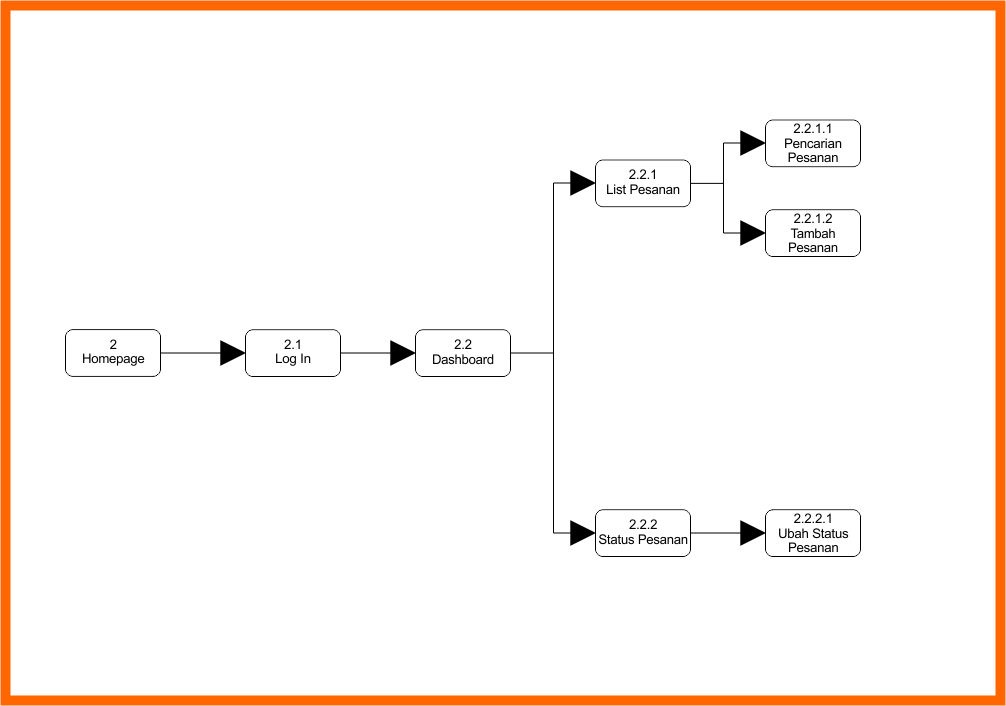 2
Homepage
2.1
Log In
2.2
Dashboard
2.2.1
List Pesanan
2.2.1.1
Pencarian
Pesanan
2.2.1.2
Tambah
Pesanan
2.2.2
Status Pesanan
2.2.2.1
Ubah Status
Pesanan